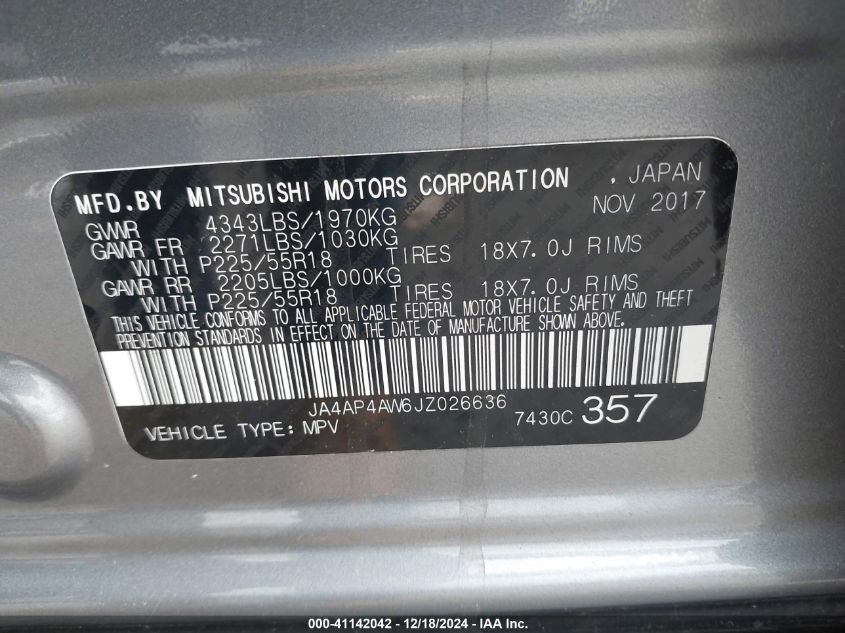 MFD.BY MITSUBISHI MOTORS CORPORATION , JAPAN
NOV 2017
GVWR 4343LBS/1970KG
GAWR FR 2271LBS/1030KG
WITH P225/55R18 TIRES 18X7.0J RIMS
GAWR RR 2205LBS/1000KG
WITH P225/55R18 TIRES 18X7.0J RIMS
THIS VEHICLE CONFORMS TO ALL APPLICABLE FEDERAL MOTOR VEHICLE SAFETY AND THEFT
PREVENTION STANDARDS IN EFFECT ON THE DATE OF MANUFACTURE SHOWN ABOVE.
JA4AP4AW6JZ026636
VEHICLE TYPE: MPV 7430C 357
000-41142042 - 12/18/2024 - IAA Inc.